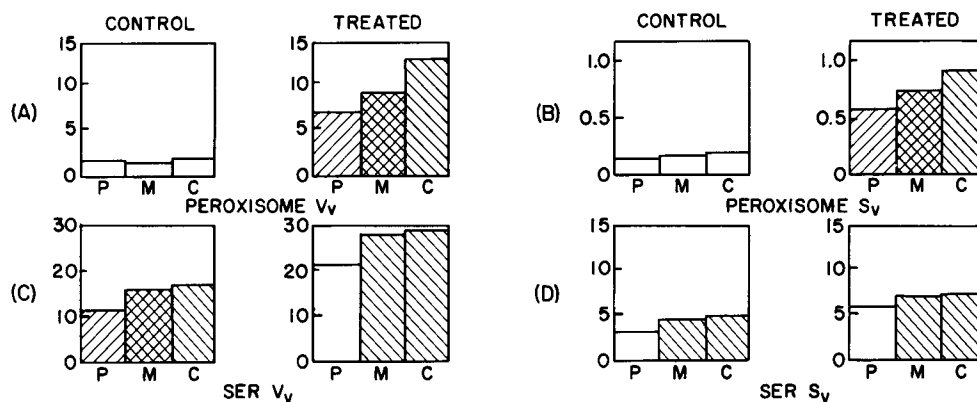 CONTROL TREATED CONTROL TREATED
(A) 15 10 5 0 P M C 15 10 5 0 P M C (B) 1.0 0.5 0 P M C 1.0 0.5 0 P M C
PEROXISOME Vv PEROXISOME Sv
(C) 30 20 10 0 P M C 30 20 30 0 P M C (D) 15 10 5 0 P M C 15 10 5 0 P M C
SER Vv SER Sv